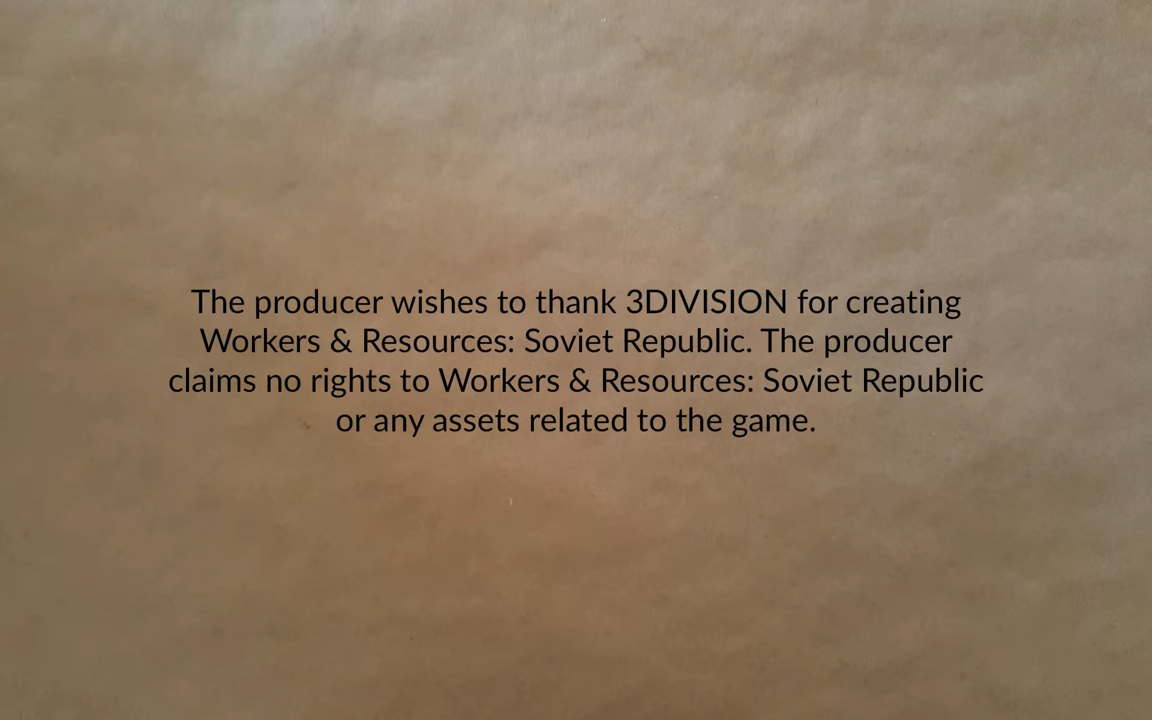 The producer wishes to thank 3DIVISION for creating
Workers & Resources: Soviet Republic. The producer
claims no rights to Workers & Resources: Soviet Republic
or any assets related to the game.